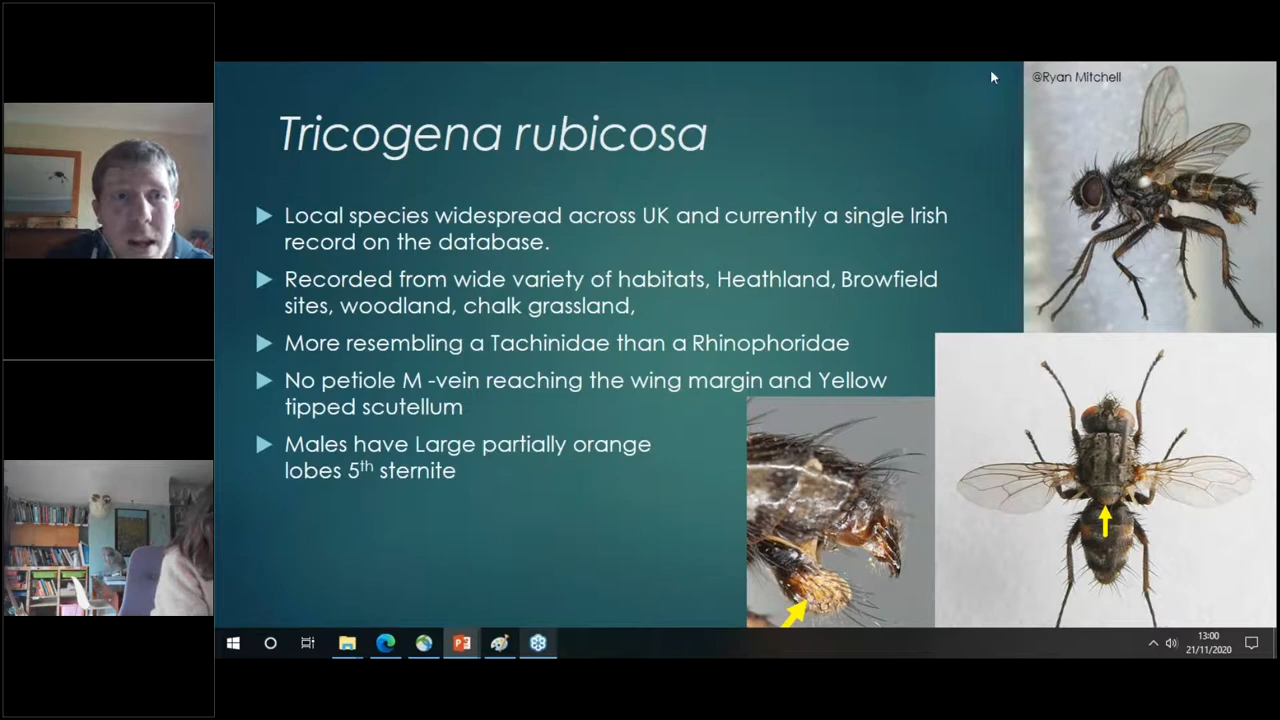 @Ryan Mitchell
Tricogena rubicosa
Local species widespread across UK and currently a single Irish
record on the database.
Recorded from wide variety of habitats, Heathland, Browfield
sites, woodland, chalk grassland,
More resembling a Tachinidae than a Rhinophoridae
No petiole M -vein reaching the wing margin and Yellow
tipped scutellum
Males have Large partially orange
lobes 5th sternite
13:00
21/11/2020